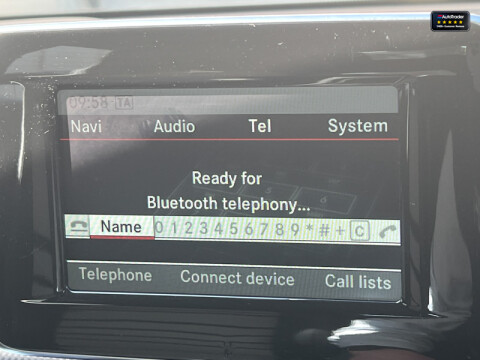 AutoTrader
09:58 TA
Navi Audio Tel System
Ready for
Bluetooth telephony...
Name 0 1 2 3 4 5 6 7 8 9 * # + C
Telephone Connect device Call lists